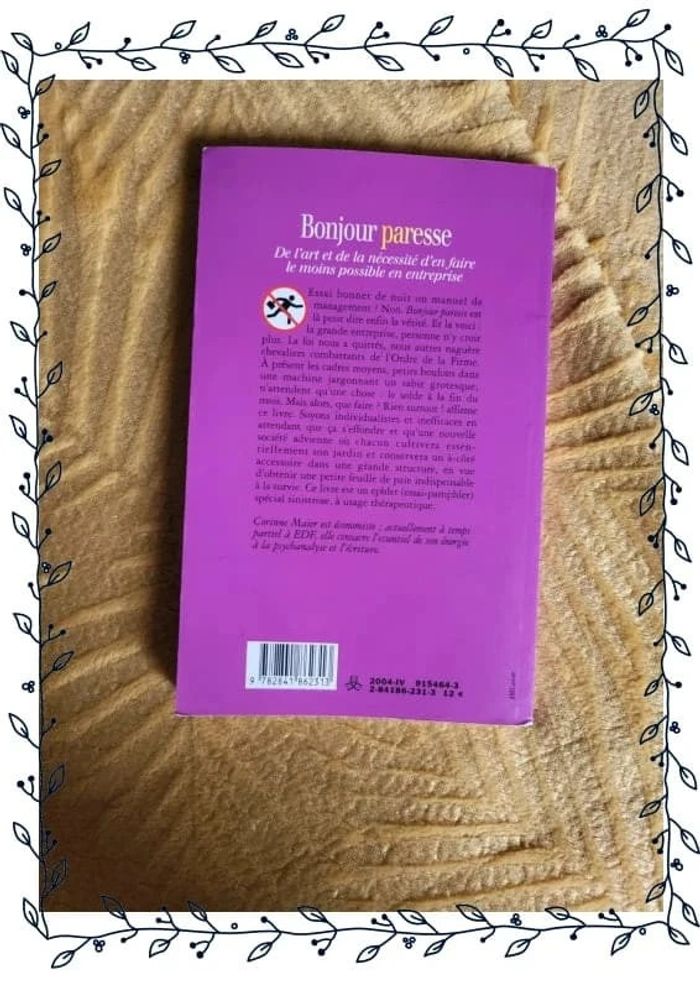 Bonjour paresse
De l'art et de la nécessité d'en faire
le moins possible en entreprise
Essai bonnet de nuit ou manuel de
management ? Non. Bonjour paresse est
là pour dire enfin la vérité. Et la voici :
la grande entreprise, personne n'y croit
plus. La foi nous a quittés, nous autres naguère
chevaliers combattants de l'Ordre de la Firme.
À présent les cadres moyens, petits boulons dans
une machine jargonnant un sabir grotesque,
n'attendent qu'une chose : le solde à la fin du
mois. Mais alors, que faire ? Rien surtout ! affirme
ce livre. Soyons individualistes et inefficaces en
attendant que ça s'effondre et qu'une nouvelle
société advienne où chacun cultivera essen-
tiellement son jardin et conservera un à-côté
accessoire dans une grande structure, en vue
d'obtenir une petite feuille de paie indispensable
à la survie. Ce livre est un (essai-pamphlet)
spécial sinistrose, à usage thérapeutique.
Corinne Maier est économiste ; actuellement à temps
partiel à EDF, elle consacre l'essentiel de son énergie
à la psychanalyse et l'écriture.
9 782841 862313
2004-IV 915464-3
2-84186-231-3 12 €